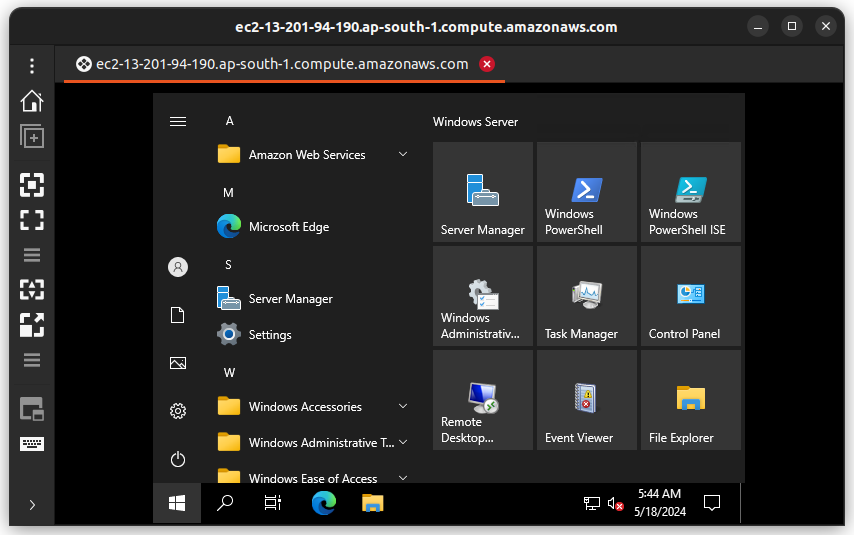 ec2-13-201-94-190.ap-south-1.compute.amazonaws.com
ec2-13-201-94-190.ap-south-1.compute.amazonaws.com
A
Amazon Web Services
M
Microsoft Edge
S
Server Manager
Settings
W
Windows Accessories
Windows Administrative T...
Windows Ease of Access
Windows Server
Server Manager
Windows
PowerShell
Windows
PowerShell ISE
Windows
Administrativ...
Task Manager
Control Panel
Remote
Desktop...
Event Viewer
File Explorer
5:44 AM
5/18/2024